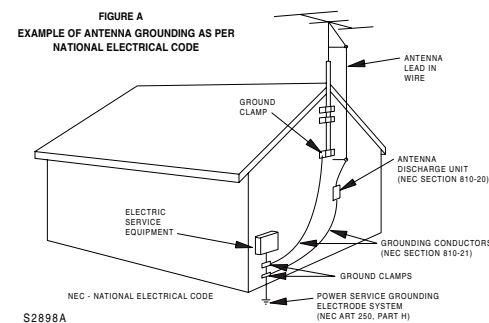 FIGURE A
EXAMPLE OF ANTENNA GROUNDING AS PER
NATIONAL ELECTRICAL CODE
ANTENNA
LEAD IN
WIRE
GROUND
CLAMP
ANTENNA
DISCHARGE UNIT
(NEC SECTION 810-20)
ELECTRIC
SERVICE
EQUIPMENT
GROUNDING CONDUCTORS
(NEC SECTION 810-21)
GROUND CLAMPS
NEC - NATIONAL ELECTRICAL CODE
POWER SERVICE GROUNDING
ELECTRODE SYSTEM
(NEC ART 250, PART H)
S2898A